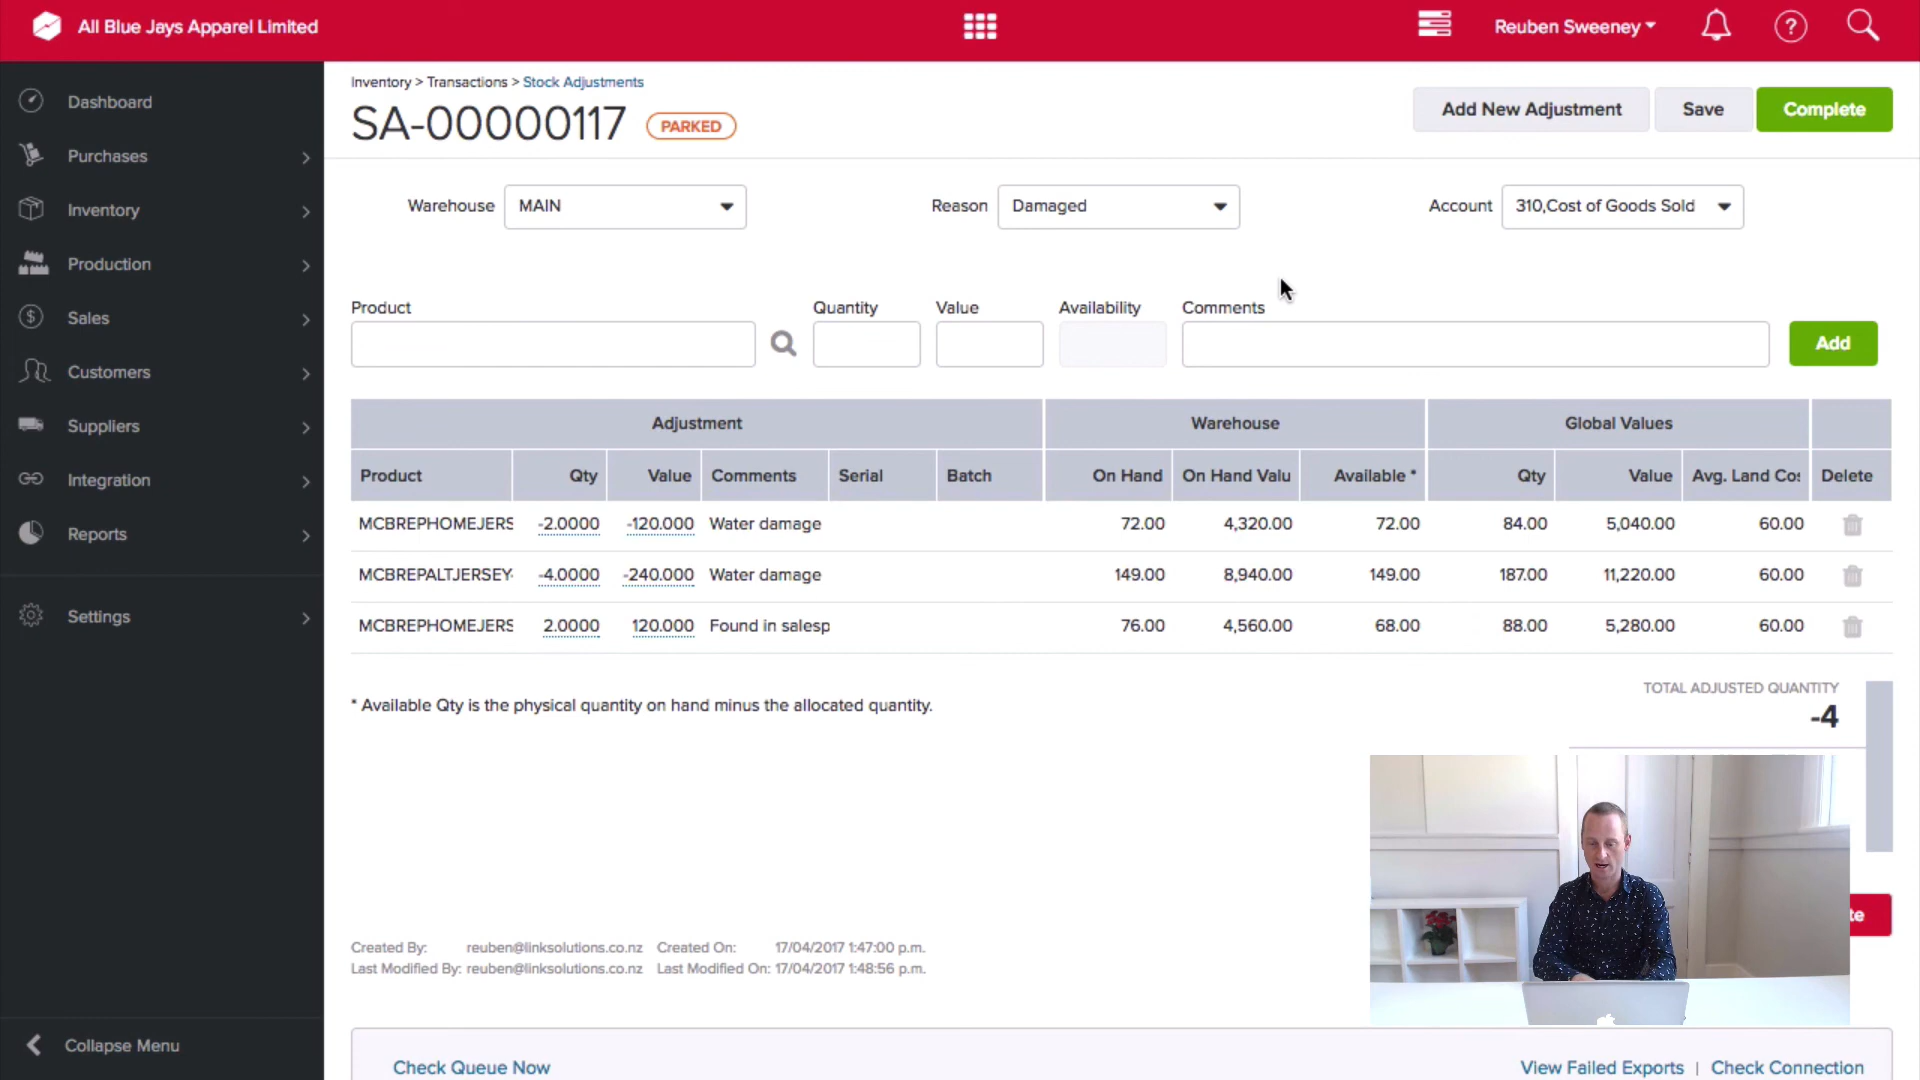 All Blue Jays Apparel Limited
Reuben Sweeney
?
Dashboard
Purchases
Inventory
Production
Sales
Customers
Suppliers
Integration
Reports
Settings
Collapse Menu
Inventory > Transactions > Stock Adjustments
SA-00000117 PARKED
Add New Adjustment Save Complete
Warehouse MAIN Reason Damaged Account 310,Cost of Goods Sold
Product Quantity Value Availability Comments
Add
Adjustment Warehouse Global Values
Product Qty Value Comments Serial Batch On Hand On Hand Valu Available * Qty Value Avg. Land Cos Delete
MCBREPHOMEJERS -2.0000 -120.000 Water damage 72.00 4,320.00 72.00 84.00 5,040.00 60.00
MCBREPALTJERSEY- -4.0000 -240.000 Water damage 149.00 8,940.00 149.00 187.00 11,220.00 60.00
MCBREPHOMEJERS 2.0000 120.000 Found in salesp 76.00 4,560.00 68.00 88.00 5,280.00 60.00
* Available Qty is the physical quantity on hand minus the allocated quantity.
TOTAL ADJUSTED QUANTITY
-4
te
Created By: reuben@linksolutions.co.nz Created On: 17/04/2017 1:47:00 p.m.
Last Modified By: reuben@linksolutions.co.nz Last Modified On: 17/04/2017 1:48:56 p.m.
Check Queue Now
View Failed Exports | Check Connection